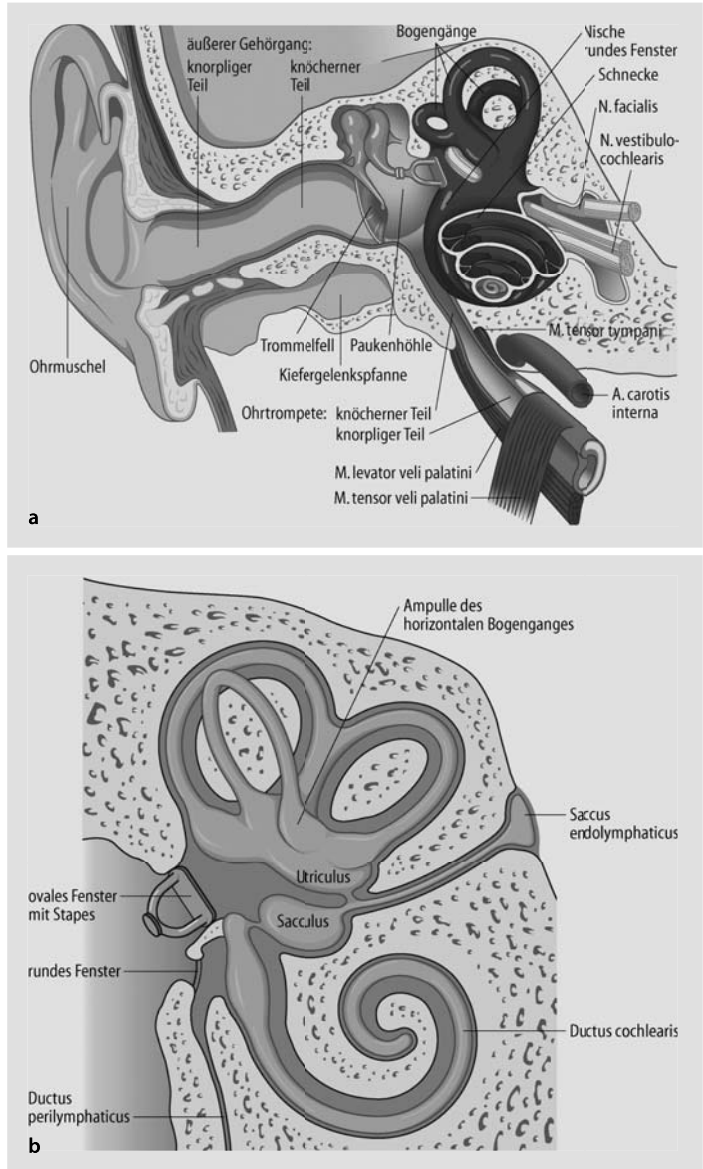 äußerer Gehörgang:
knorpliger
Teil
knöcherner
Teil
Bogengänge
Nische
rundes Fenster
Schnecke
N. facialis
N. vestibulo-
cochlearis
Ohrmuschel
Trommelfell
Paukenhöhle
Kiefergelenkspfanne
M. tensor tympani
A. carotis
interna
Ohrtrompete: knöcherner Teil
knorpliger Teil
M. levator veli palatini
M. tensor veli palatini
a
Ampulle des
horizontalen Bogenganges
Saccus
endolymphaticus
Utriculus
Sacculus
ovales Fenster
mit Stapes
rundes Fenster
Ductus cochlearis
Ductus
perilymphaticus
b